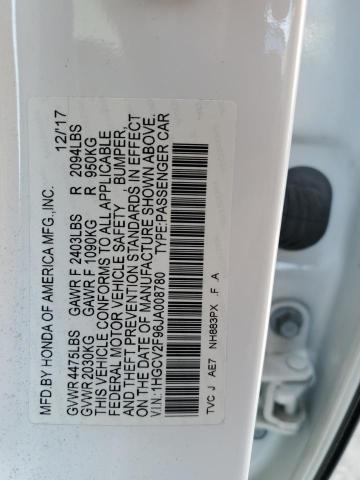 MFD.BY HONDA OF AMERICA MFG.,INC. 12/'17
GVWR 4475LBS GAWR F 2403LBS R 2094LBS
GVWR 2030KG GAWR F 1090KG R 950KG
THIS VEHICLE CONFORMS TO ALL APPLICABLE
FEDERAL MOTOR VEHICLE SAFETY , BUMPER,
AND THEFT PREVENTION STANDARDS IN EFFECT
ON THE DATE OF MANUFACTURE SHOWN ABOVE.
V.I.N.:1HGCV2F96JA008780 TYPE:PASSENGER CAR
TVC J AE7 NH883PX .F A